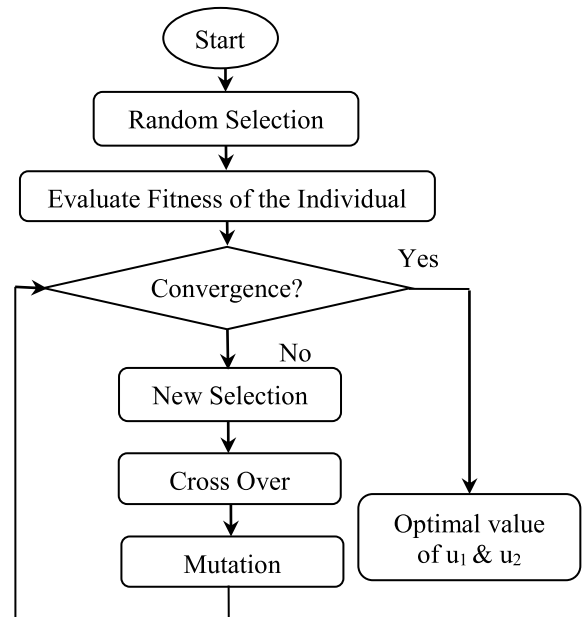 Start
Random Selection
Evaluate Fitness of the Individual
Yes
Convergence?
No
New Selection
Cross Over
Mutation
Optimal value
of u₁ & u₂